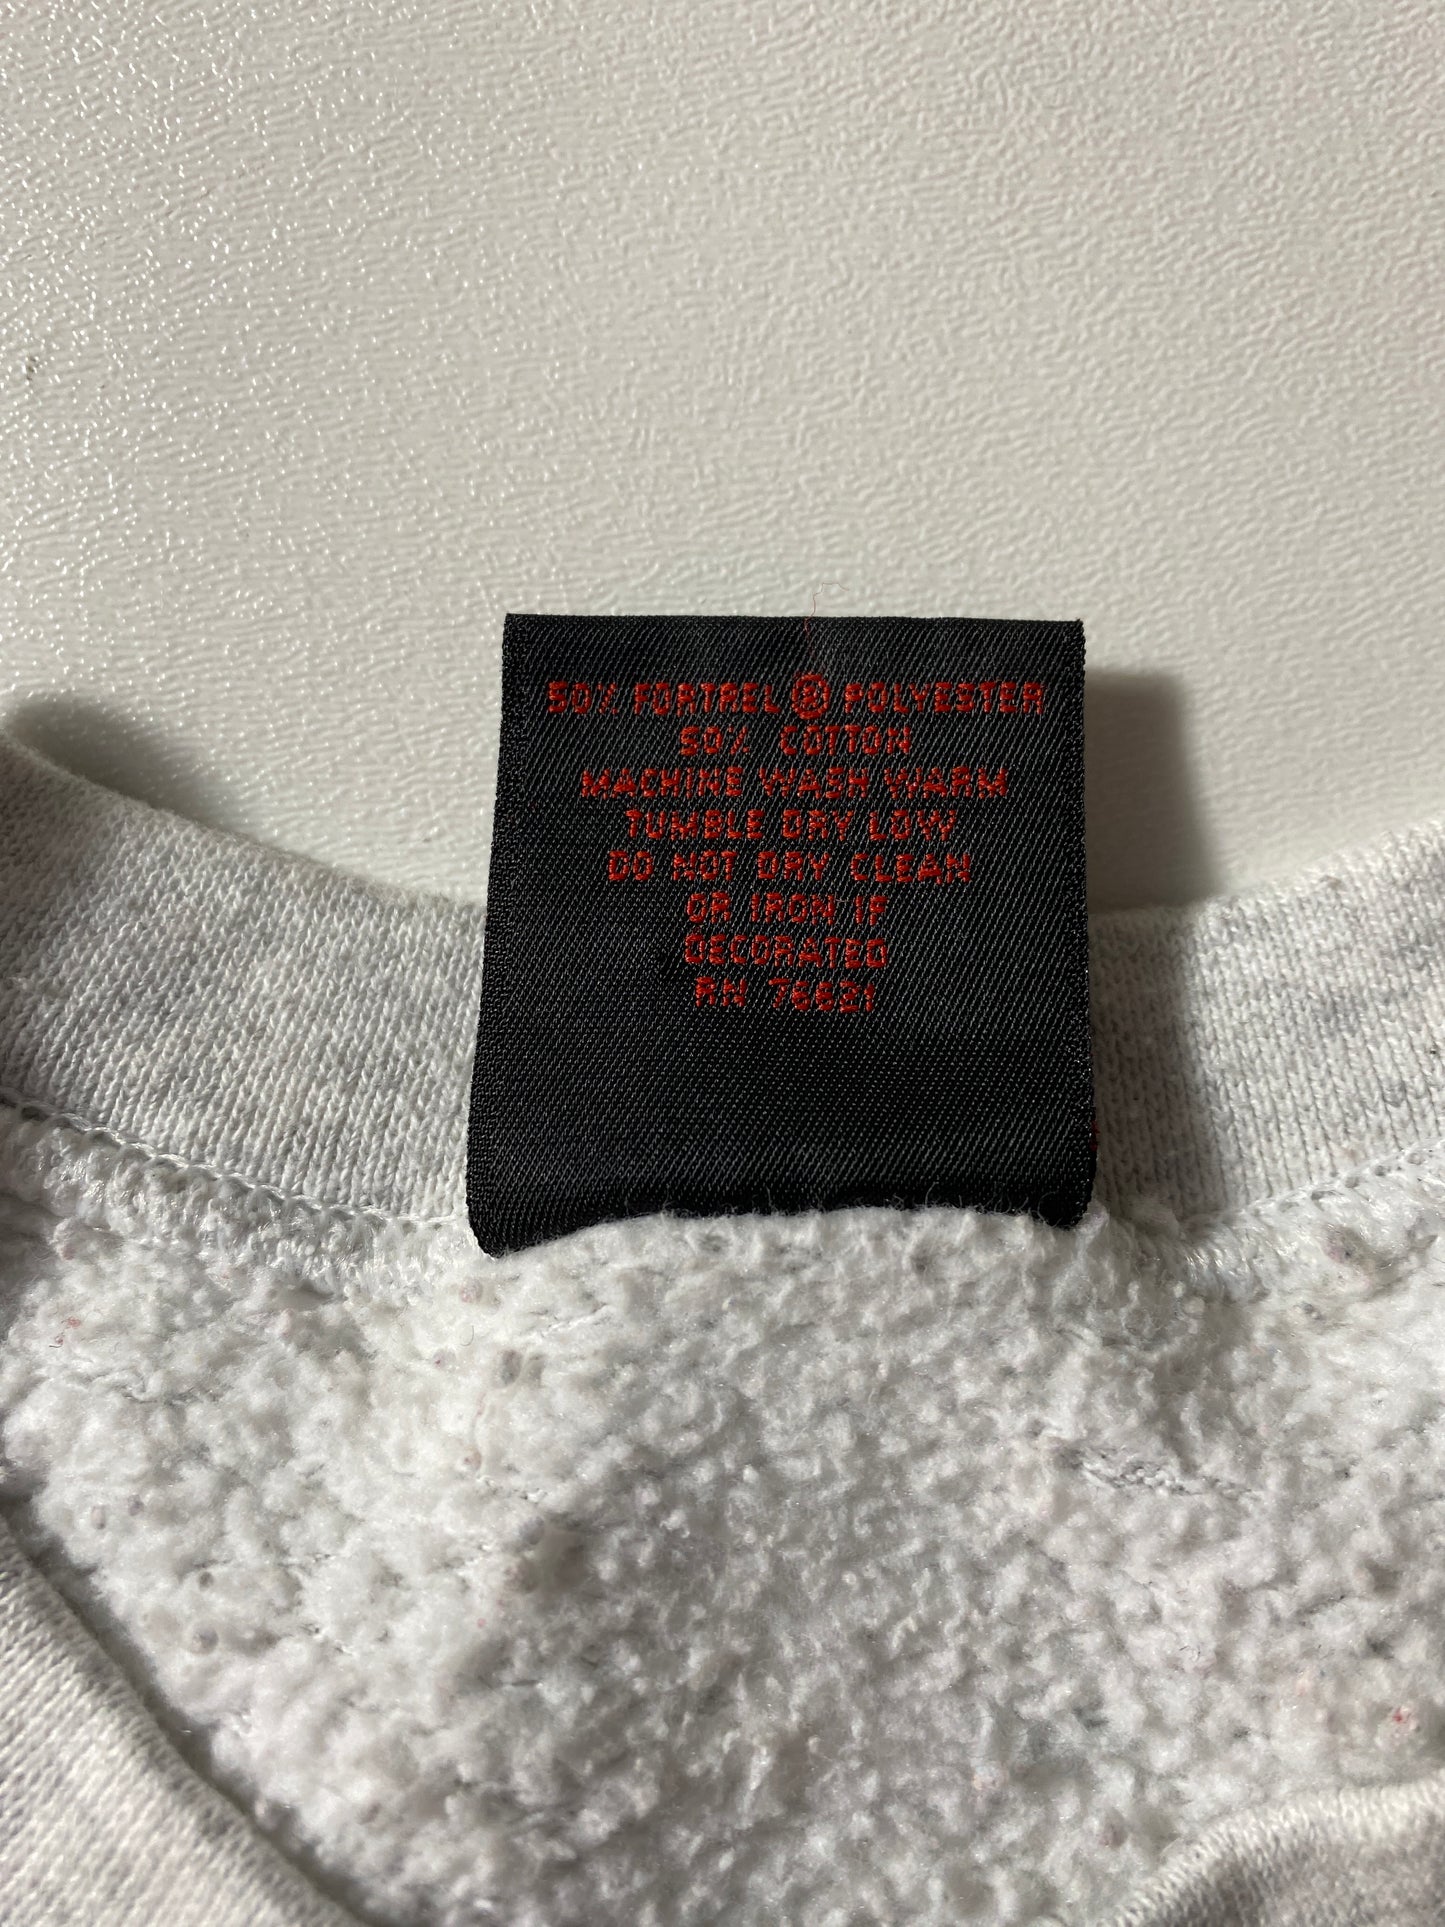 50% FORTREL ® POLYESTER
50% COTTON
MACHINE WASH WARM
TUMBLE DRY LOW
DO NOT DRY CLEAN
OR IRON IF
DECORATED
RN 76621